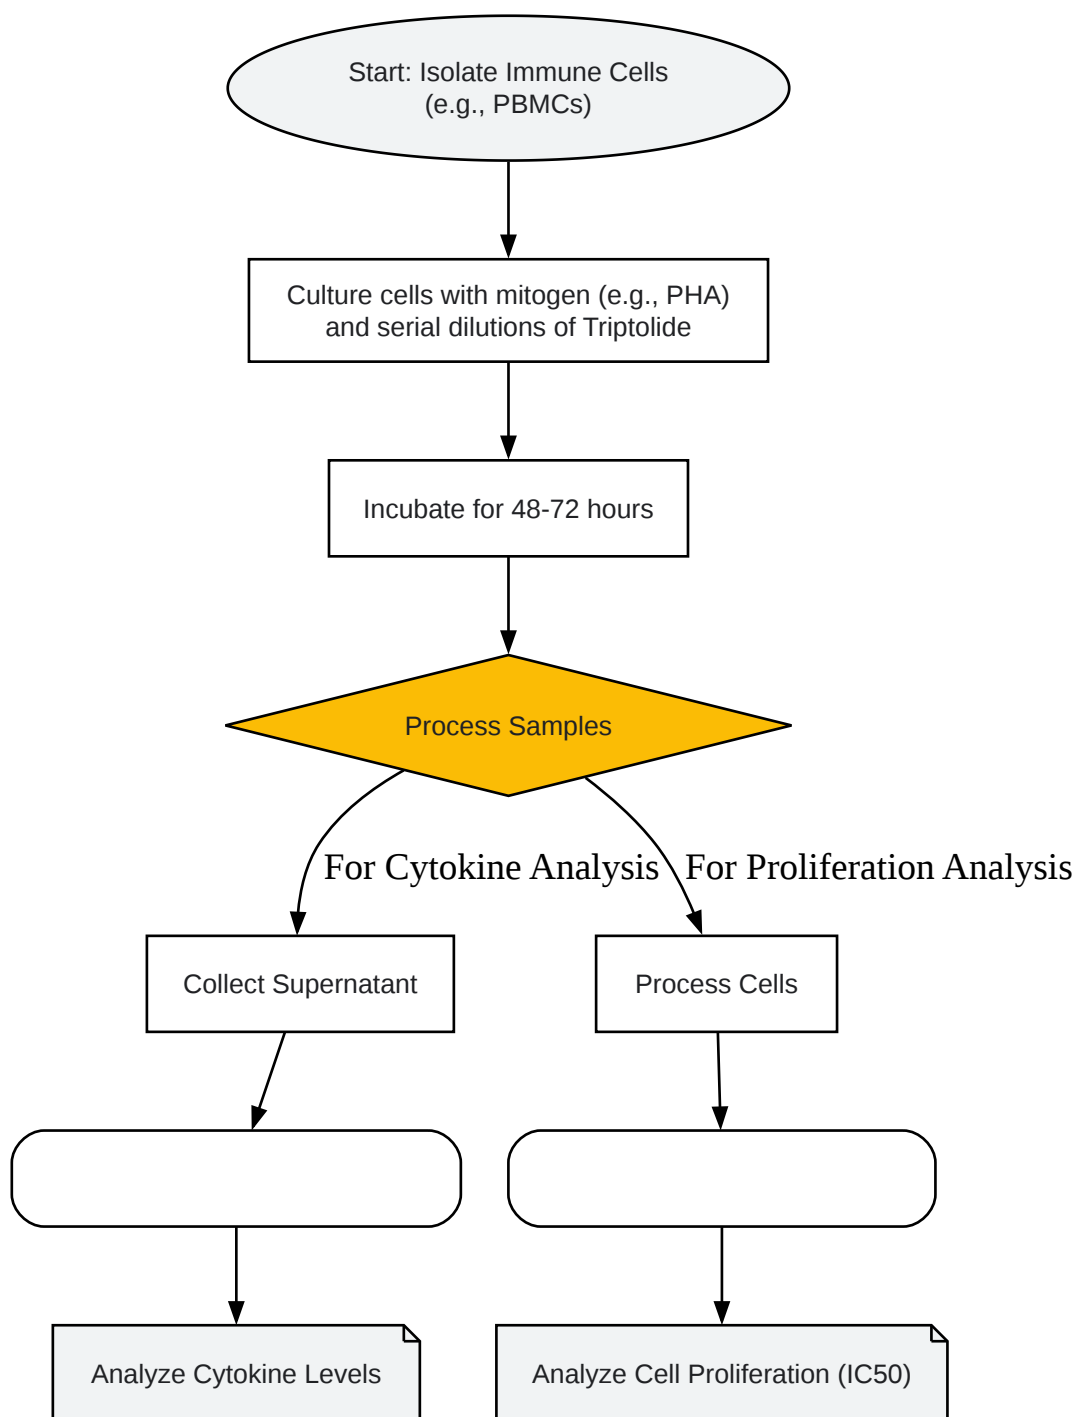 Start: Isolate Immune Cells
(e.g., PBMCs)
Culture cells with mitogen (e.g., PHA)
and serial dilutions of Triptolide
Incubate for 48-72 hours
Process Samples
For Cytokine Analysis
For Proliferation Analysis
Collect Supernatant
Process Cells
Analyze Cytokine Levels
Analyze Cell Proliferation (IC50)